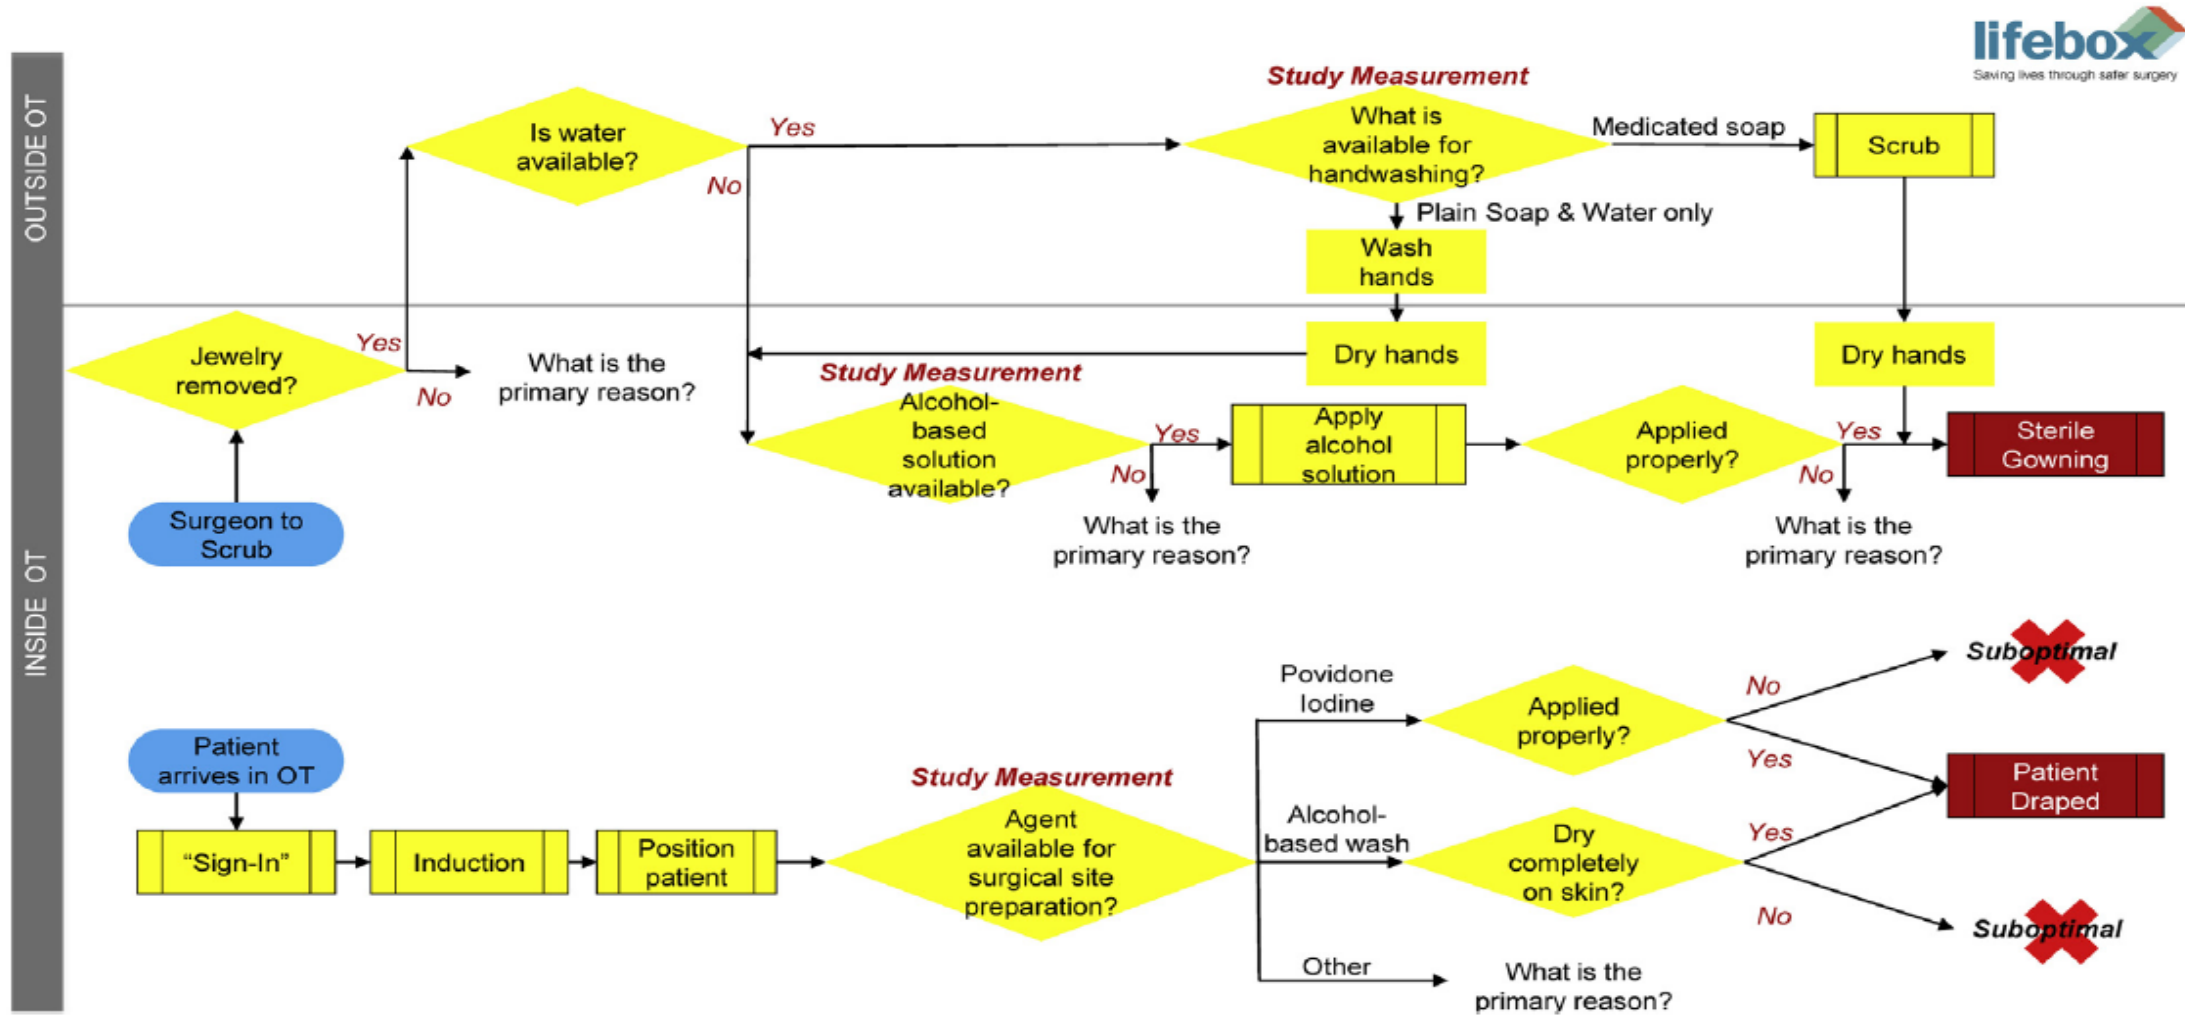 lifebox
Saving lives through safer surgery
OUTSIDE OT
Study Measurement
Is water
available?
Yes
No
What is
available for
handwashing?
Medicated soap
Scrub
Plain Soap & Water only
Wash
hands
INSIDE OT
Jewelry
removed?
Yes
No
What is the
primary reason?
Dry hands
Dry hands
Study Measurement
Alcohol-
based
solution
available?
Yes
No
What is the
primary reason?
Apply
alcohol
solution
Applied
properly?
Yes
No
What is the
primary reason?
Sterile
Gowning
Surgeon to
Scrub
Patient
arrives in OT
“Sign-In”
Induction
Position
patient
Study Measurement
Agent
available for
surgical site
preparation?
Povidone
Iodine
Applied
properly?
No
Suboptimal
Yes
Patient
Draped
Alcohol-
based wash
Dry
completely
on skin?
Yes
No
Suboptimal
Other
What is the
primary reason?